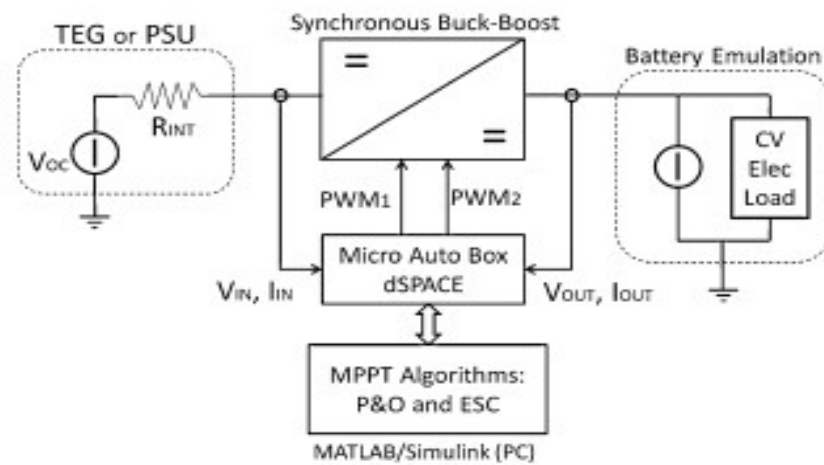 TEG or PSU
Synchronous Buck-Boost
Battery Emulation
=
=
RINT
VOC
CV
Elec
Load
PWM1
PWM2
Micro Auto Box
dSPACE
VIN, IIN
VOUT, IOUT
MPPT Algorithms:
P&O and ESC
MATLAB/Simulink (PC)